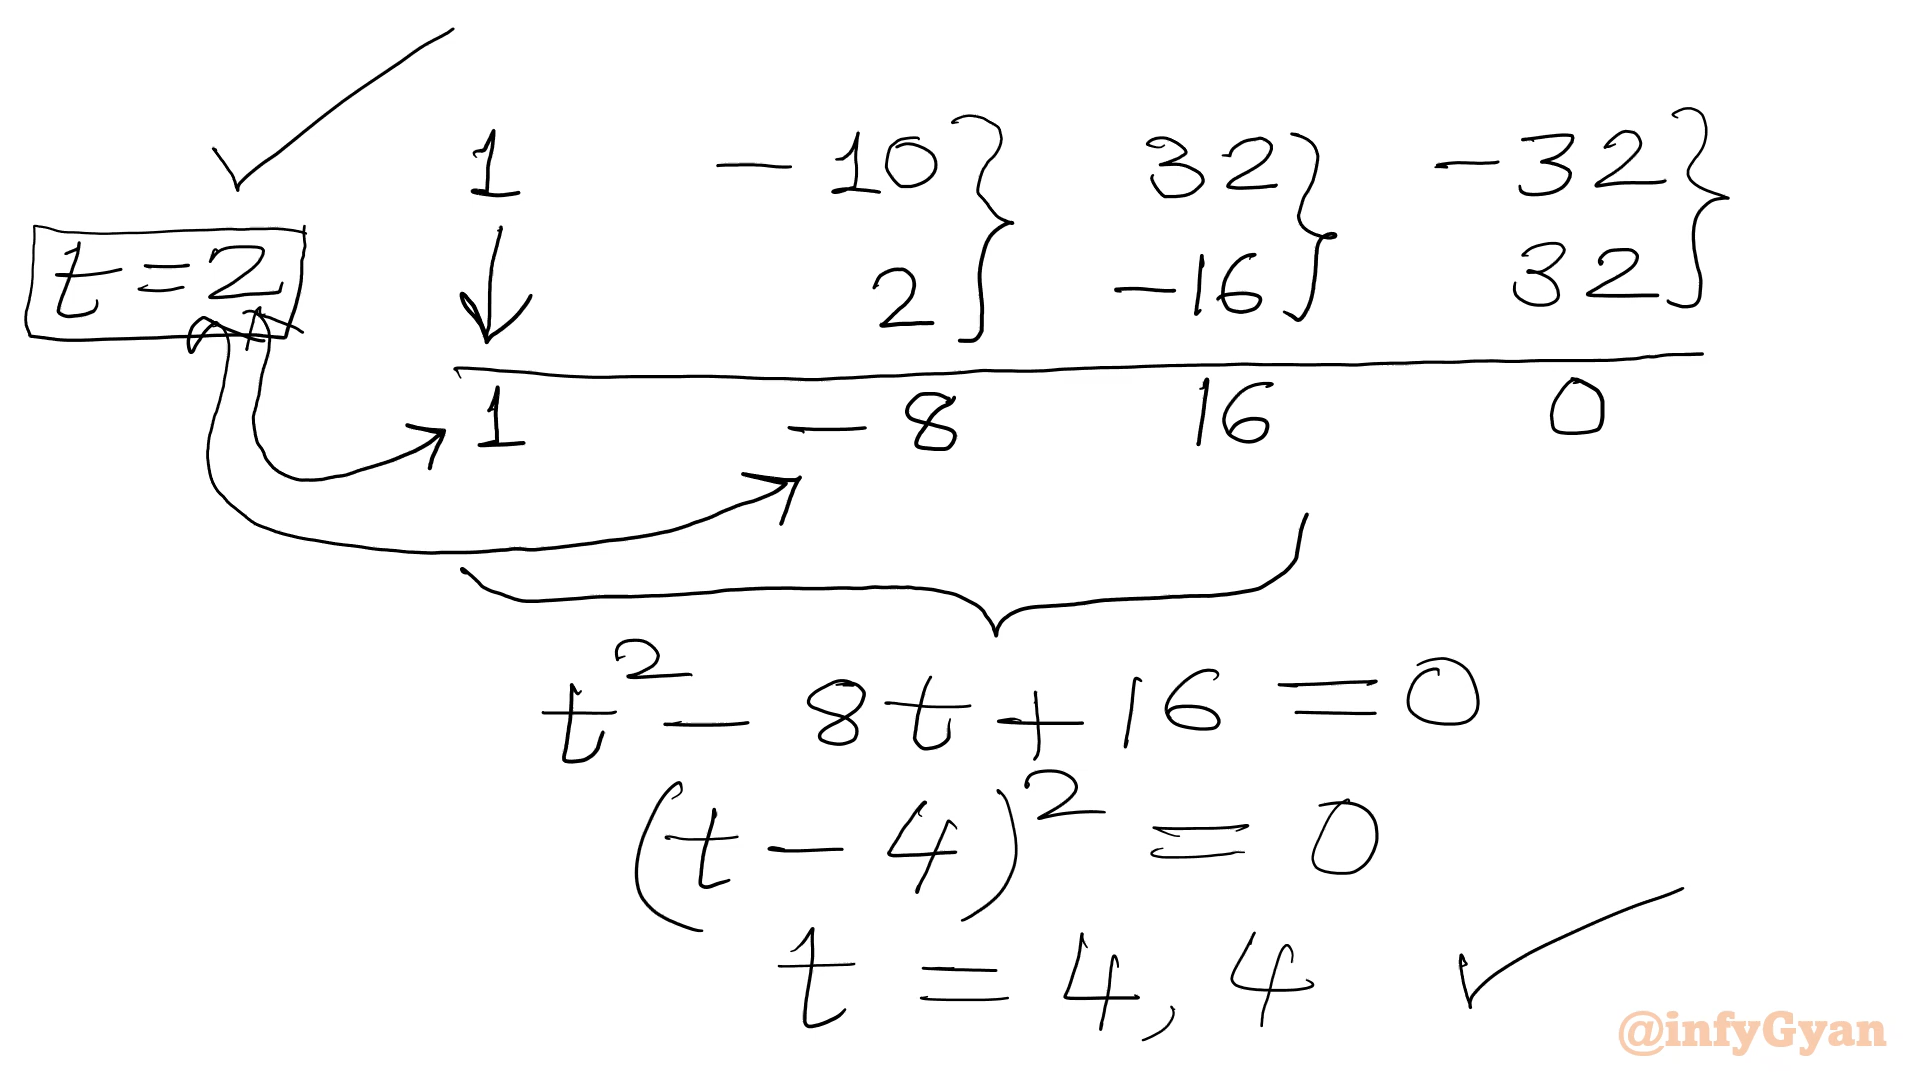 1 -10 32 -32
t=2 2 -16 32
1 -8 16 0
t² - 8t + 16 = 0
(t - 4)² = 0
t = 4, 4
@infyGyan